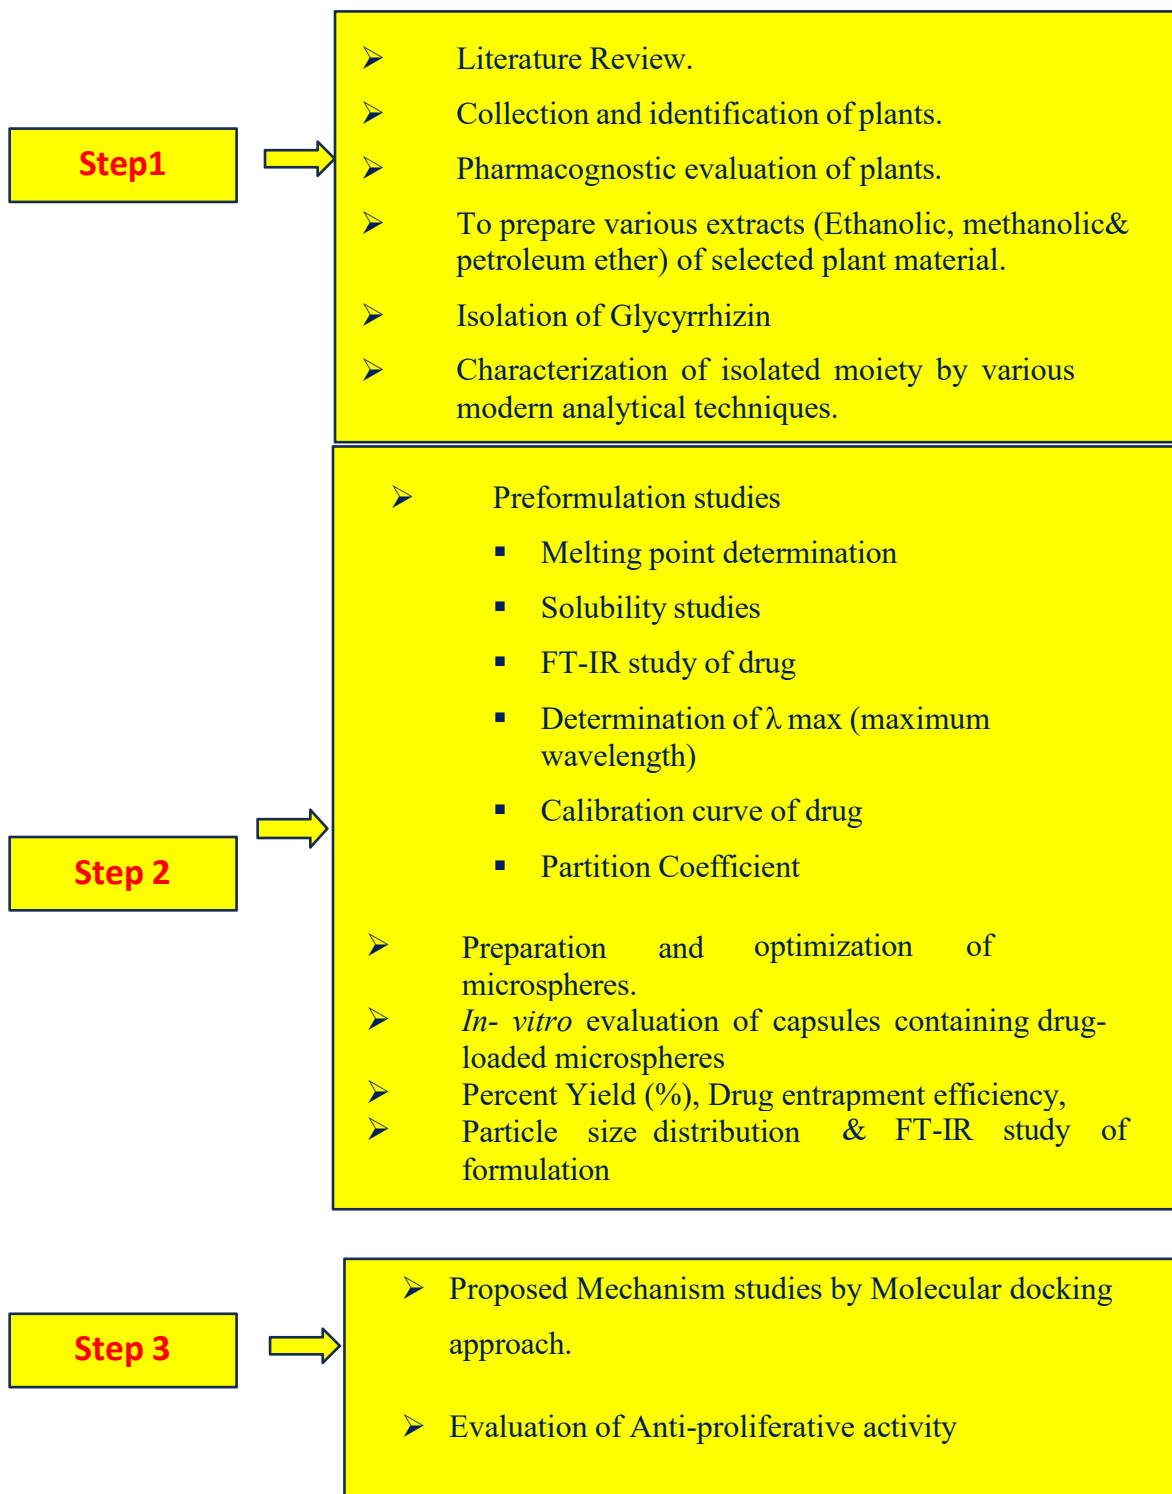 Step1
Literature Review.
Collection and identification of plants.
Pharmacognostic evaluation of plants.
To prepare various extracts (Ethanolic, methanolic&
petroleum ether) of selected plant material.
Isolation of Glycyrrhizin
Characterization of isolated moiety by various
modern analytical techniques.
Step 2
Preformulation studies
Melting point determination
Solubility studies
FT-IR study of drug
Determination of λ max (maximum
wavelength)
Calibration curve of drug
Partition Coefficient
Preparation and optimization of
microspheres.
In- vitro evaluation of capsules containing drug-
loaded microspheres
Percent Yield (%), Drug entrapment efficiency,
Particle size distribution & FT-IR study of
formulation
Step 3
Proposed Mechanism studies by Molecular docking
approach.
Evaluation of Anti-proliferative activity